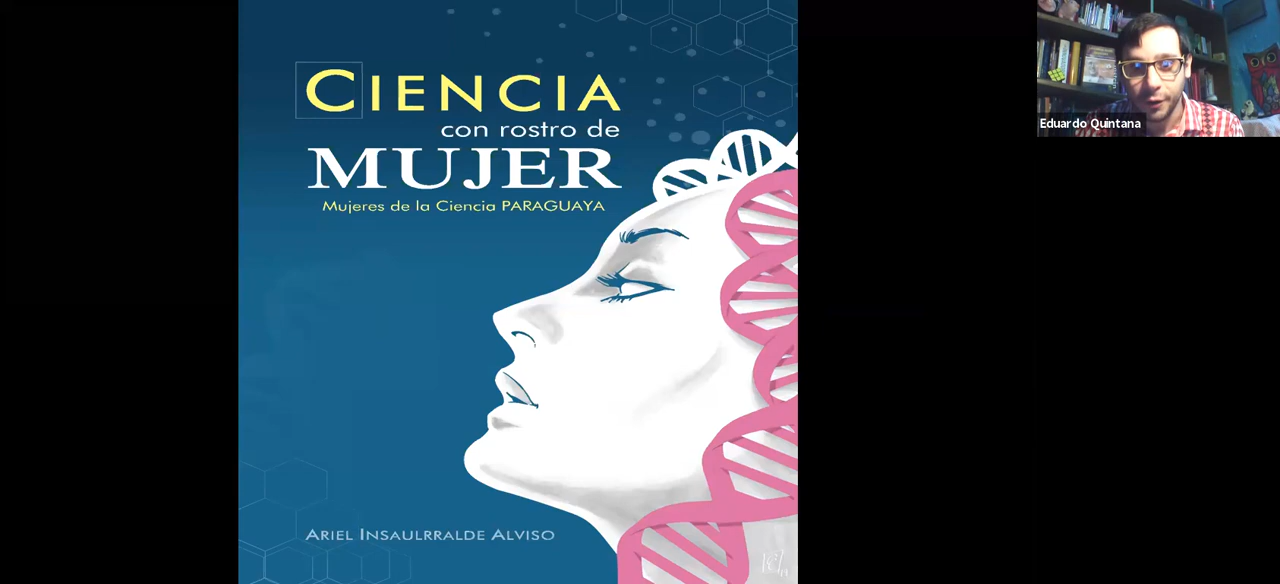 CIENCIA
con rostro de
MUJER
Mujeres de la Ciencia PARAGUAYA
ARIEL INSAULRRALDE ALVISO
Eduardo Quintana